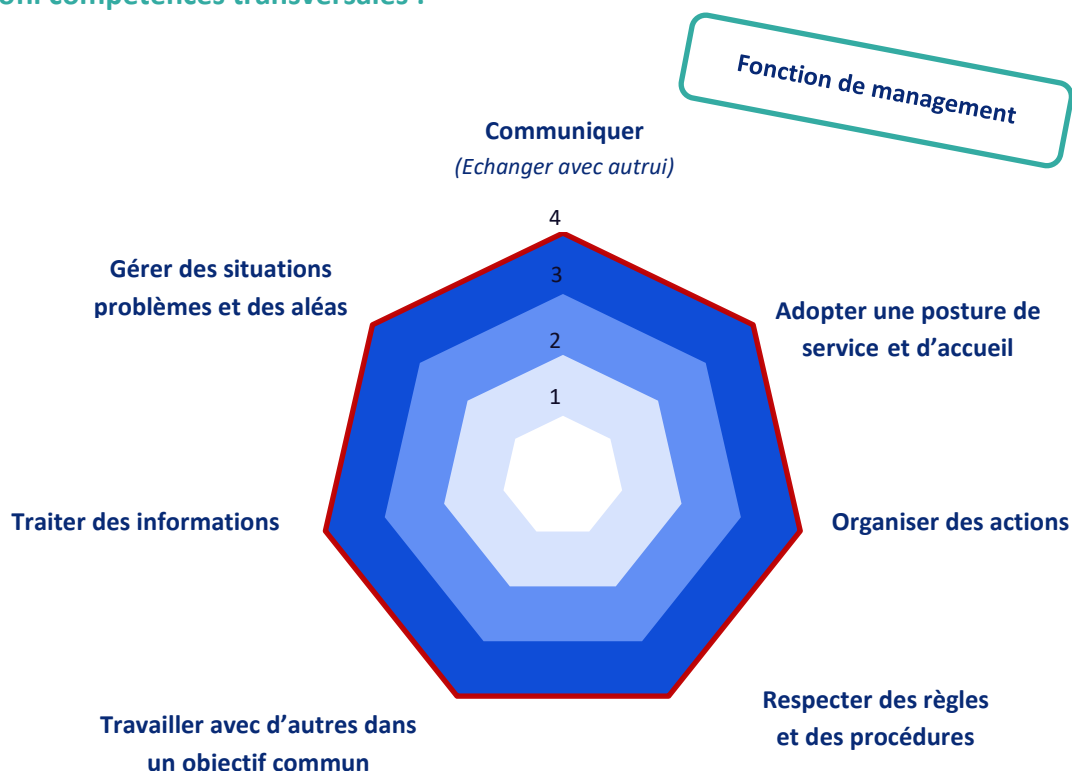 compétences transversales :
Fonction de management
Communiquer
(Echanger avec autrui)
4
3
2
1
Gérer des situations
problèmes et des aléas
Adopter une posture de
service et d’accueil
Traiter des informations
Organiser des actions
Travailler avec d’autres dans
un objectif commun
Respecter des règles
et des procédures